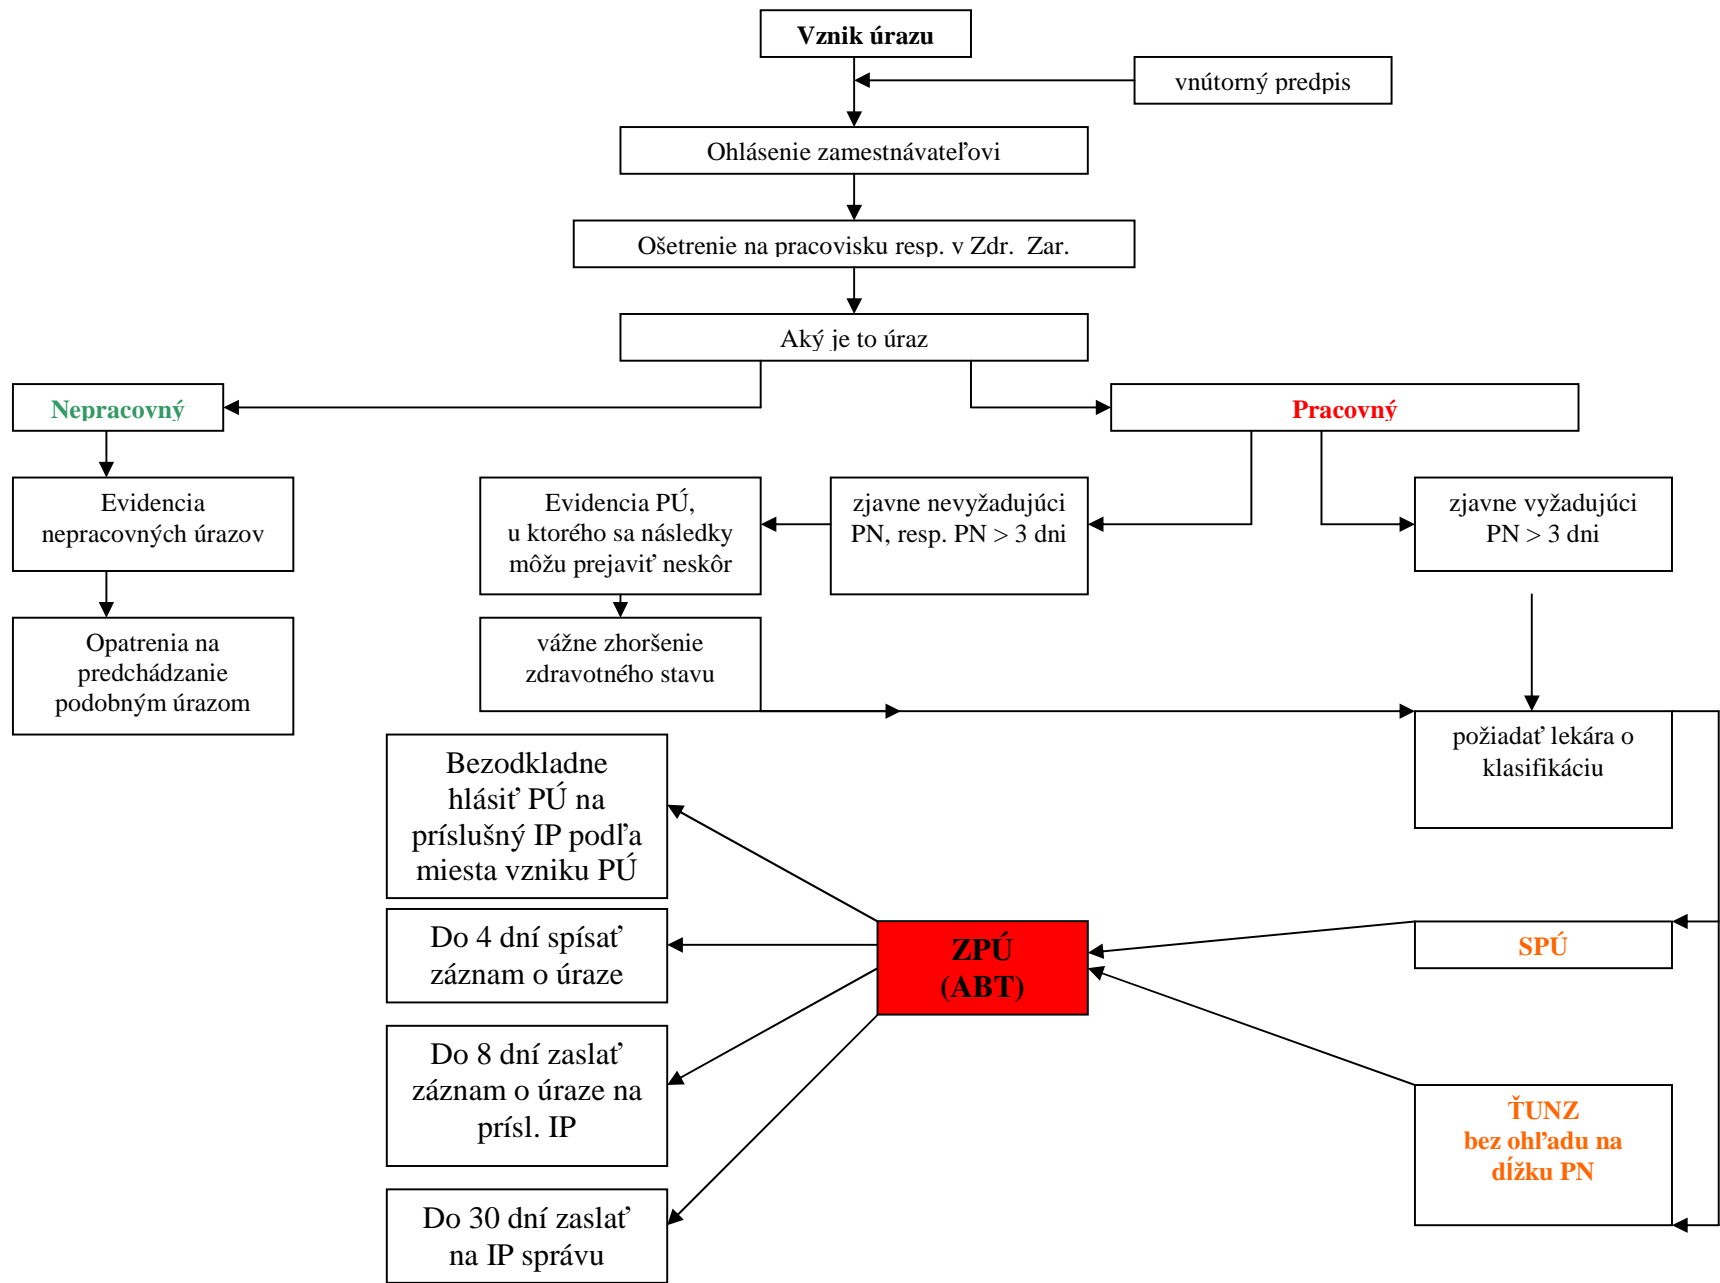 Vznik úrazu
vnútorný predpis
Ohlásenie zamestnávateľovi
Ošetrenie na pracovisku resp. v Zdr. Zar.
Aký je to úraz
Nepracovný
Pracovný
Evidencia
nepracovných úrazov
Evidencia PÚ,
u ktorého sa následky
môžu prejaviť neskôr
zjavne nevyžadujúci
PN, resp. PN > 3 dni
zjavne vyžadujúci
PN > 3 dni
Opatrenia na
predchádzanie
podobným úrazom
vážne zhoršenie
zdravotného stavu
požiadať lekára o
klasifikáciu
Bezodkladne
hlásiť PÚ na
príslušný IP podľa
miesta vzniku PÚ
Do 4 dní spísať
záznam o úraze
ZPÚ
(ABT)
SPÚ
Do 8 dní zaslať
záznam o úraze na
prísl. IP
ŤUNZ
bez ohľadu na
dĺžku PN
Do 30 dní zaslať
na IP správu